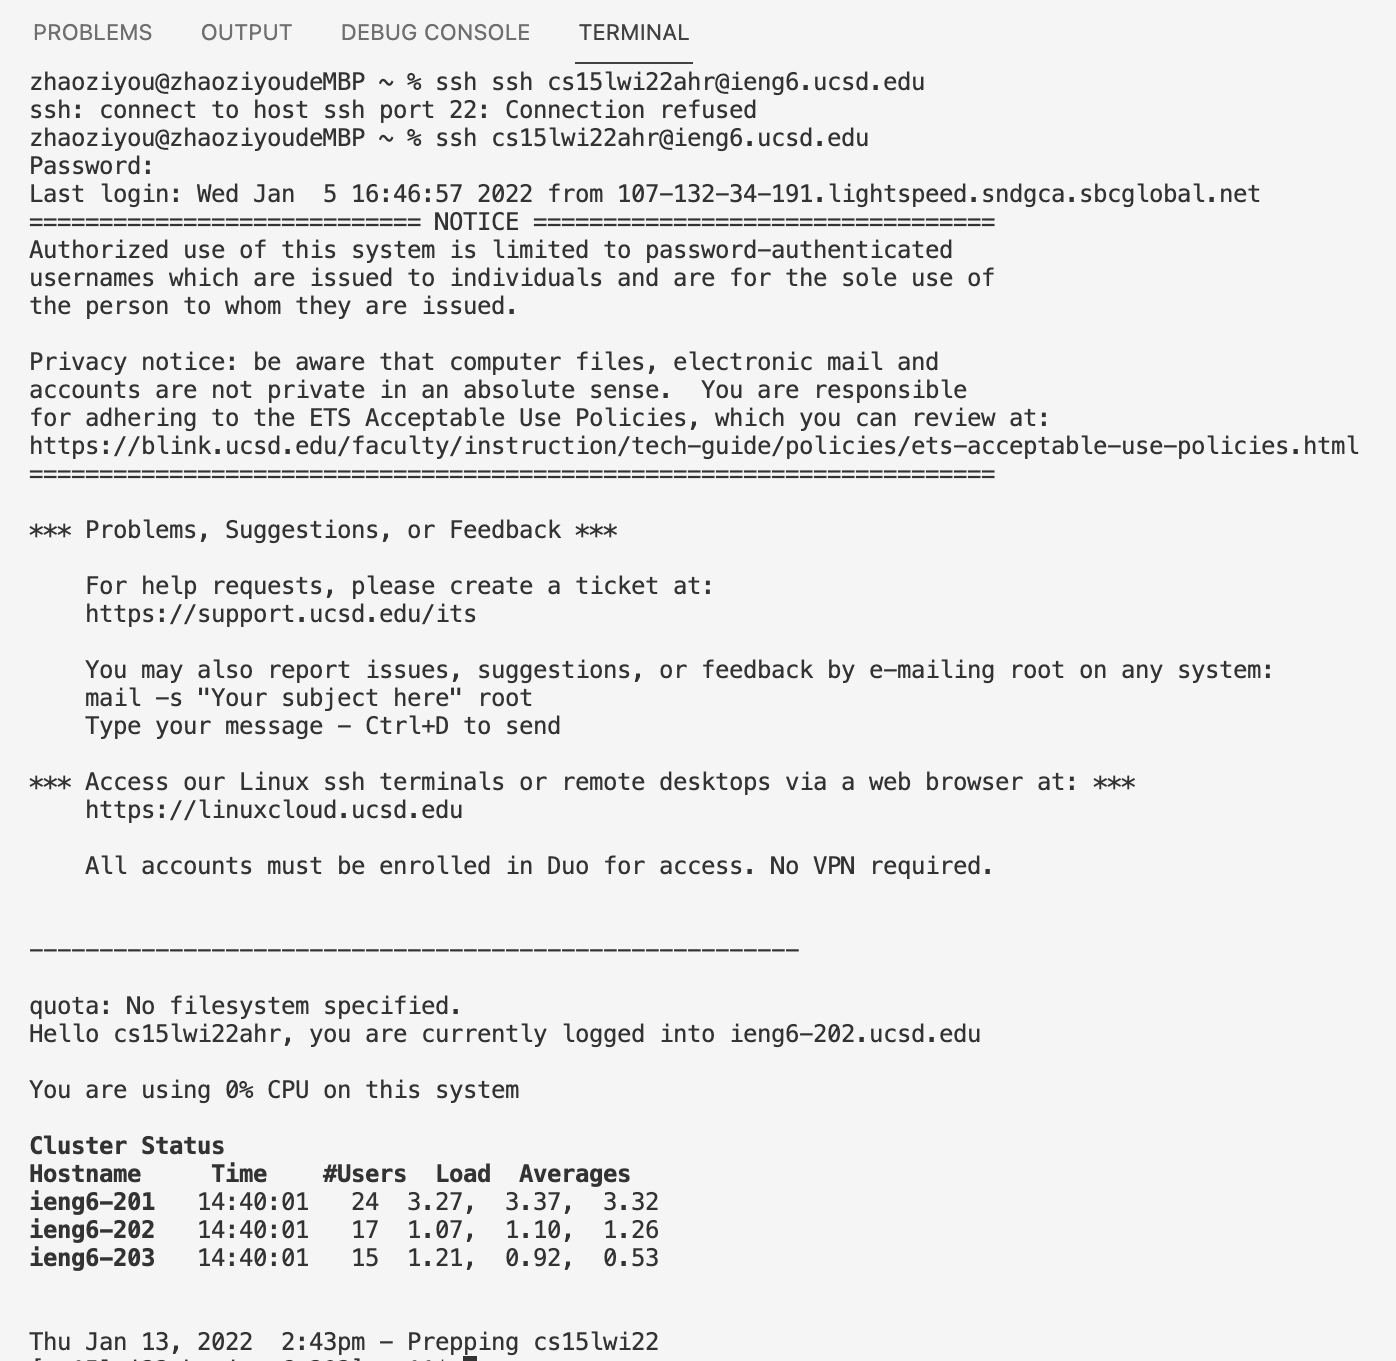 PROBLEMS OUTPUT DEBUG CONSOLE TERMINAL
zhaoziyou@zhaoziyoudeMBP ~ % ssh ssh cs15lwi22ahr@ieng6.ucsd.edu
ssh: connect to host ssh port 22: Connection refused
zhaoziyou@zhaoziyoudeMBP ~ % ssh cs15lwi22ahr@ieng6.ucsd.edu
Password:
Last login: Wed Jan  5 16:46:57 2022 from 107-132-34-191.lightspeed.sndgca.sbcglobal.net
============================ NOTICE =================================
Authorized use of this system is limited to password-authenticated
usernames which are issued to individuals and are for the sole use of
the person to whom they are issued.

Privacy notice: be aware that computer files, electronic mail and
accounts are not private in an absolute sense.  You are responsible
for adhering to the ETS Acceptable Use Policies, which you can review at:
https://blink.ucsd.edu/faculty/instruction/tech-guide/policies/ets-acceptable-use-policies.html
=====================================================================

*** Problems, Suggestions, or Feedback ***

    For help requests, please create a ticket at:
    https://support.ucsd.edu/its

    You may also report issues, suggestions, or feedback by e-mailing root on any system:
    mail -s "Your subject here" root
    Type your message - Ctrl+D to send

*** Access our Linux ssh terminals or remote desktops via a web browser at: ***
    https://linuxcloud.ucsd.edu

    All accounts must be enrolled in Duo for access. No VPN required.


-------------------------------------------------------

quota: No filesystem specified.
Hello cs15lwi22ahr, you are currently logged into ieng6-202.ucsd.edu

You are using 0% CPU on this system

Cluster Status
Hostname     Time    #Users  Load  Averages
ieng6-201   14:40:01   24  3.27,  3.37,  3.32
ieng6-202   14:40:01   17  1.07,  1.10,  1.26
ieng6-203   14:40:01   15  1.21,  0.92,  0.53


Thu Jan 13, 2022  2:43pm - Prepping cs15lwi22